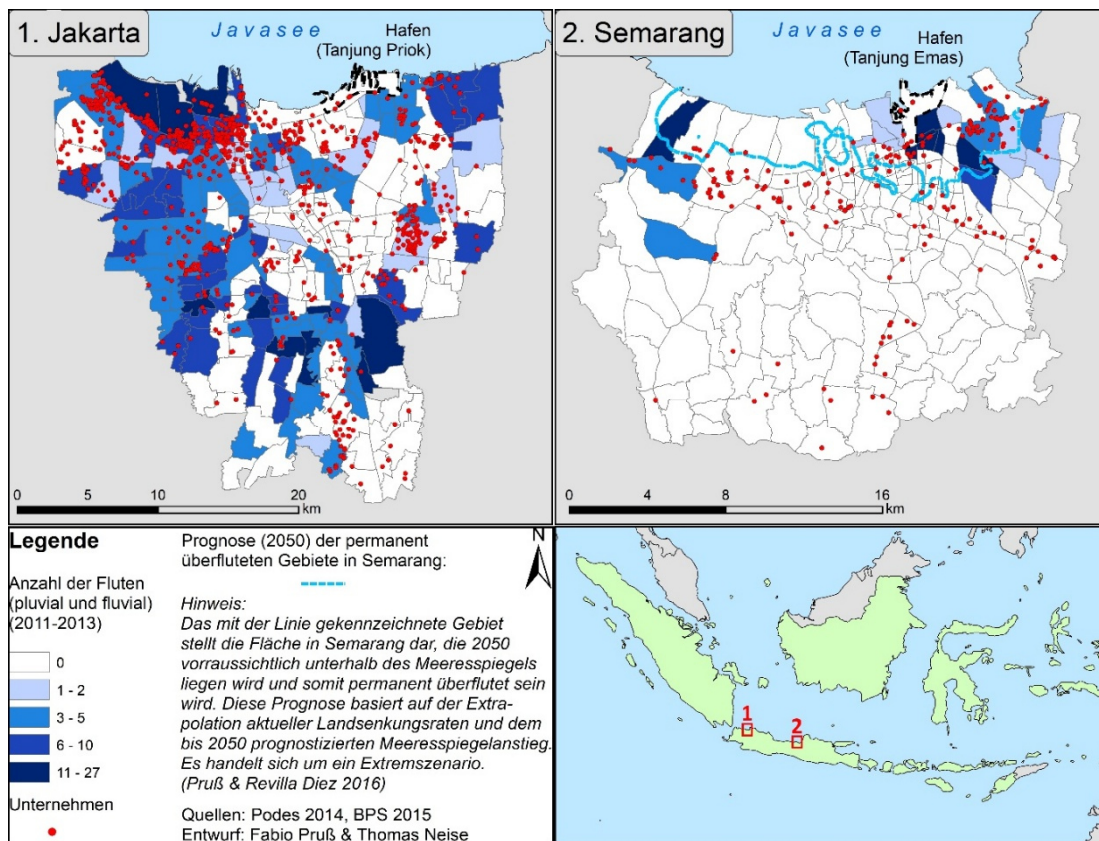 1. Jakarta
Javasee
Hafen
(Tanjung Priok)
0 5 10 20
km
2. Semarang
Javasee
Hafen
(Tanjung Emas)
0 4 8 16
km
Legende
Anzahl der Fluten
(pluvial und fluvial)
(2011-2013)
0
1 - 2
3 - 5
6 - 10
11 - 27
Unternehmen
Prognose (2050) der permanent
überfluteten Gebiete in Semarang:
N
Hinweis:
Das mit der Linie gekennzeichnete Gebiet
stellt die Fläche in Semarang dar, die 2050
vorraussichtlich unterhalb des Meeresspiegels
liegen wird und somit permanent überflutet sein
wird. Diese Prognose basiert auf der Extra-
polation aktueller Landsenkungsraten und dem
bis 2050 prognostizierten Meeresspiegelanstieg.
Es handelt sich um ein Extremszenario.
(Pruß & Revilla Diez 2016)
Quellen: Podes 2014, BPS 2015
Entwurf: Fabio Pruß & Thomas Neise
1
2